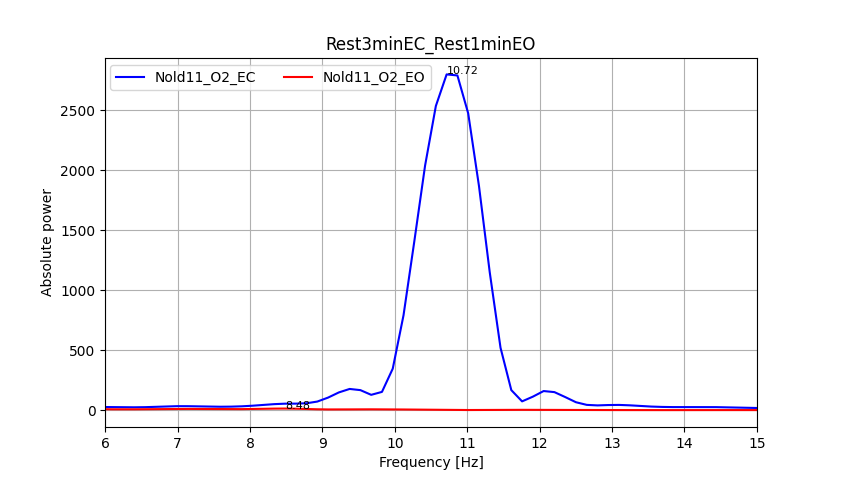 Rest3minEC_Rest1minEO
Nold11_O2_EC Nold11_O2_EO
10.72
8.48
Absolute power
2500
2000
1500
1000
500
0
6 7 8 9 10 11 12 13 14 15
Frequency [Hz]